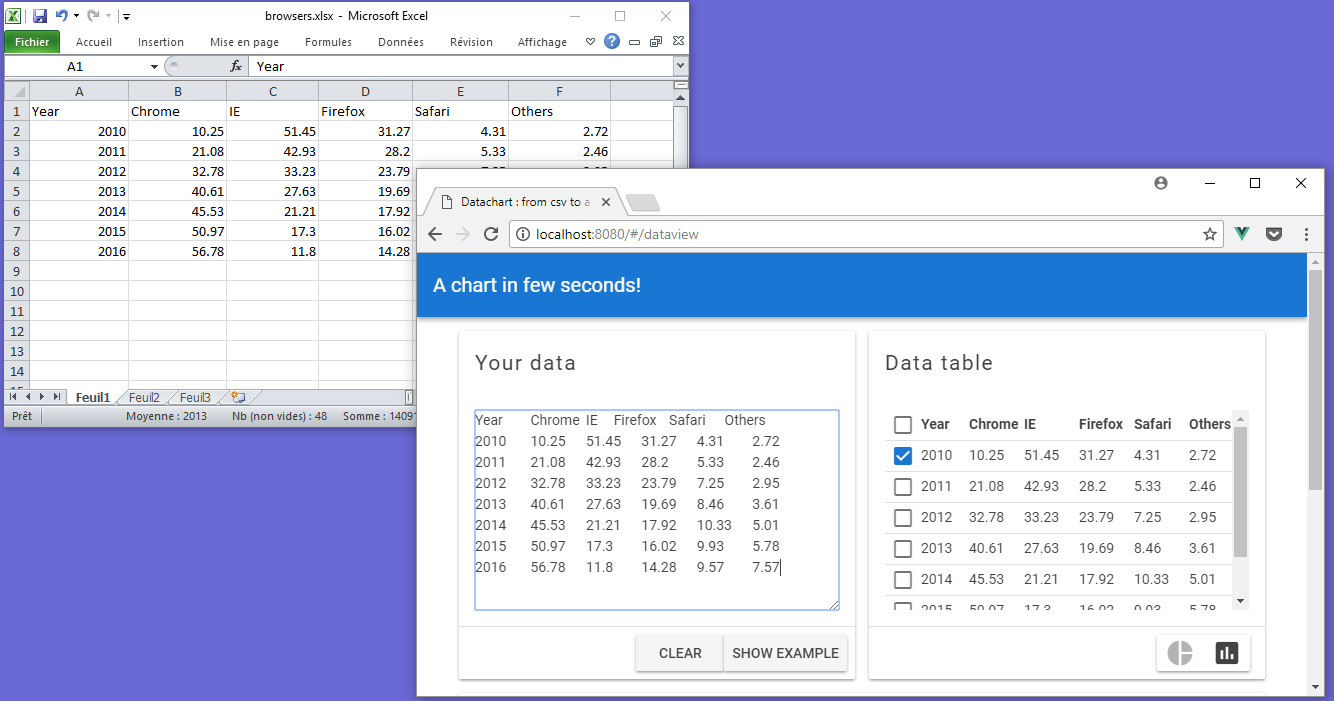 browsers.xlsx - Microsoft Excel
Fichier Accueil Insertion Mise en page Formules Données Révision Affichage
A1 fx Year
A B C D E F
1 Year Chrome IE Firefox Safari Others
2 2010 10.25 51.45 31.27 4.31 2.72
3 2011 21.08 42.93 28.2 5.33 2.46
4 2012 32.78 33.23 23.79
5 2013 40.61 27.63 19.69
6 2014 45.53 21.21 17.92
7 2015 50.97 17.3 16.02
8 2016 56.78 11.8 14.28
9
10
11
12
13
14
Feuil1 Feuil2 Feuil3
Prêt Moyenne : 2013 Nb (non vides) : 48 Somme : 14091
Datachart : from csv to a
localhost:8080/#/dataview
A chart in few seconds!
Your data
Year Chrome IE Firefox Safari Others
2010 10.25 51.45 31.27 4.31 2.72
2011 21.08 42.93 28.2 5.33 2.46
2012 32.78 33.23 23.79 7.25 2.95
2013 40.61 27.63 19.69 8.46 3.61
2014 45.53 21.21 17.92 10.33 5.01
2015 50.97 17.3 16.02 9.93 5.78
2016 56.78 11.8 14.28 9.57 7.57
CLEAR SHOW EXAMPLE
Data table
Year Chrome IE Firefox Safari Others
2010 10.25 51.45 31.27 4.31 2.72
2011 21.08 42.93 28.2 5.33 2.46
2012 32.78 33.23 23.79 7.25 2.95
2013 40.61 27.63 19.69 8.46 3.61
2014 45.53 21.21 17.92 10.33 5.01
2015 50.97 17.3 16.02 9.93 5.78